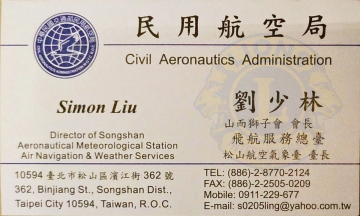 民用航空局
Civil Aeronautics Administration
Simon Liu
劉少林
山而獅子會 會長
飛航服務總臺
松山航空氣象臺 臺長
Director of Songshan
Aeronautical Meteorological Station
Air Navigation & Weather Services
10594 臺北市松山區濱江街 362 號
362, Binjiang St., Songshan Dist.,
Taipei City 10594, Taiwan, R.O.C.
TEL: (886)-2-8770-2124
FAX: (886)-2-2505-0209
Mobile: 0911-229-677
E-mail: s0205ling@yahoo.com.tw